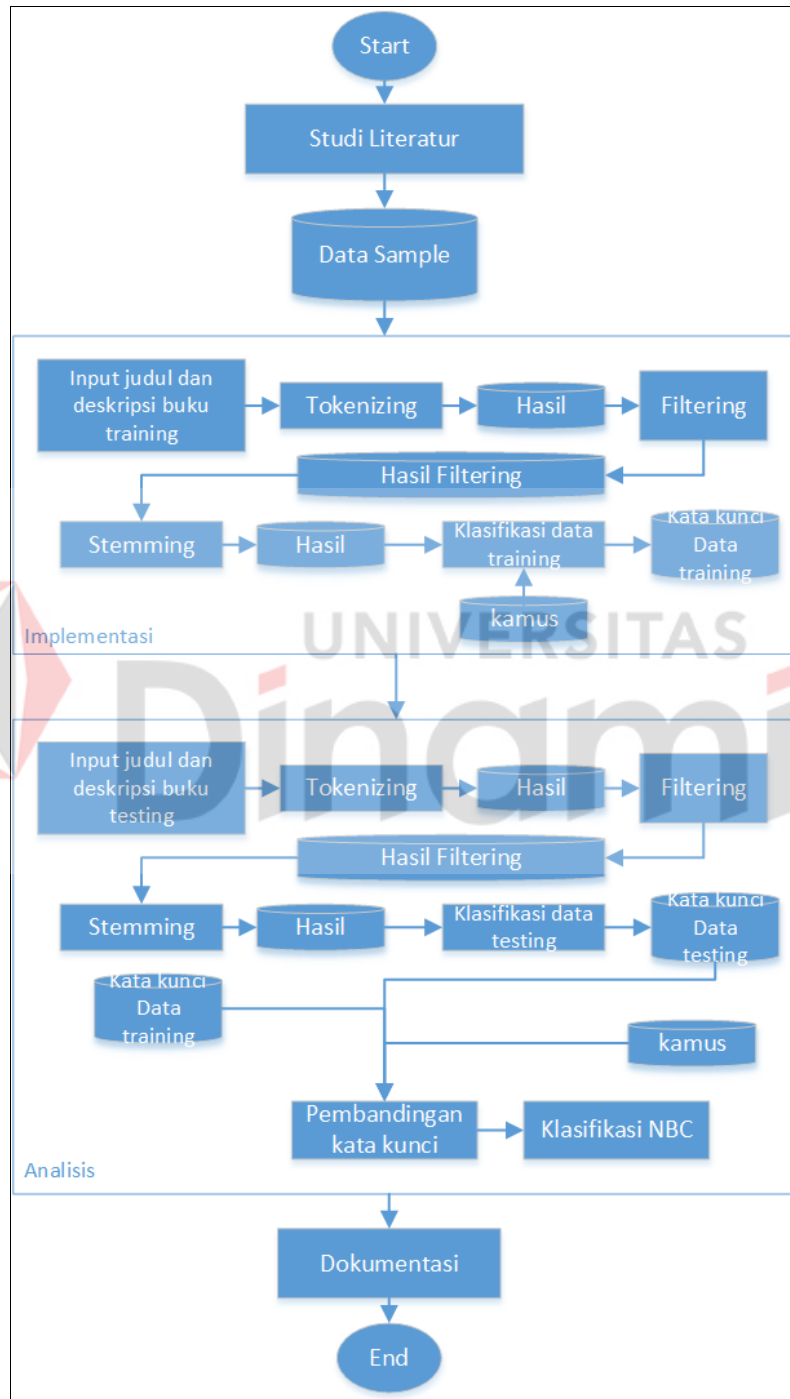 Start
Studi Literatur
Data Sample
Input judul dan
deskripsi buku
training
Tokenizing
Hasil
Filtering
Hasil Filtering
Stemming
Hasil
Klasifikasi data
training
Kata kunci
Data
training
kamus
Implementasi
UNIVERSITAS
Dinami
Input judul dan
deskripsi buku
testing
Tokenizing
Hasil
Filtering
Hasil Filtering
Stemming
Hasil
Klasifikasi data
testing
Kata kunci
Data
testing
Kata kunci
Data
training
kamus
Pembandingan
kata kunci
Klasifikasi NBC
Analisis
Dokumentasi
End